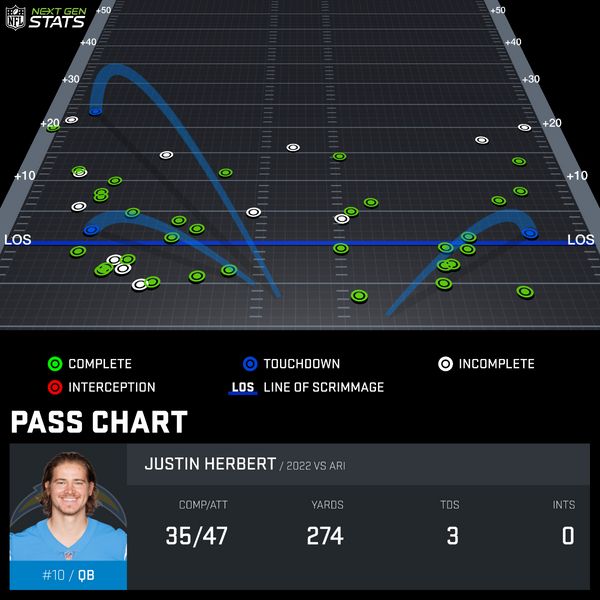 NFL NEXT GEN STATS
+50 +50
+40 +40
+30 +30
+20 +20
+10 +10
LOS LOS
COMPLETE TOUCHDOWN INCOMPLETE
INTERCEPTION LOS LINE OF SCRIMMAGE
PASS CHART
JUSTIN HERBERT / 2022 VS ARI
COMP/ATT YARDS TDS INTS
35/47 274 3 0
#10 / QB